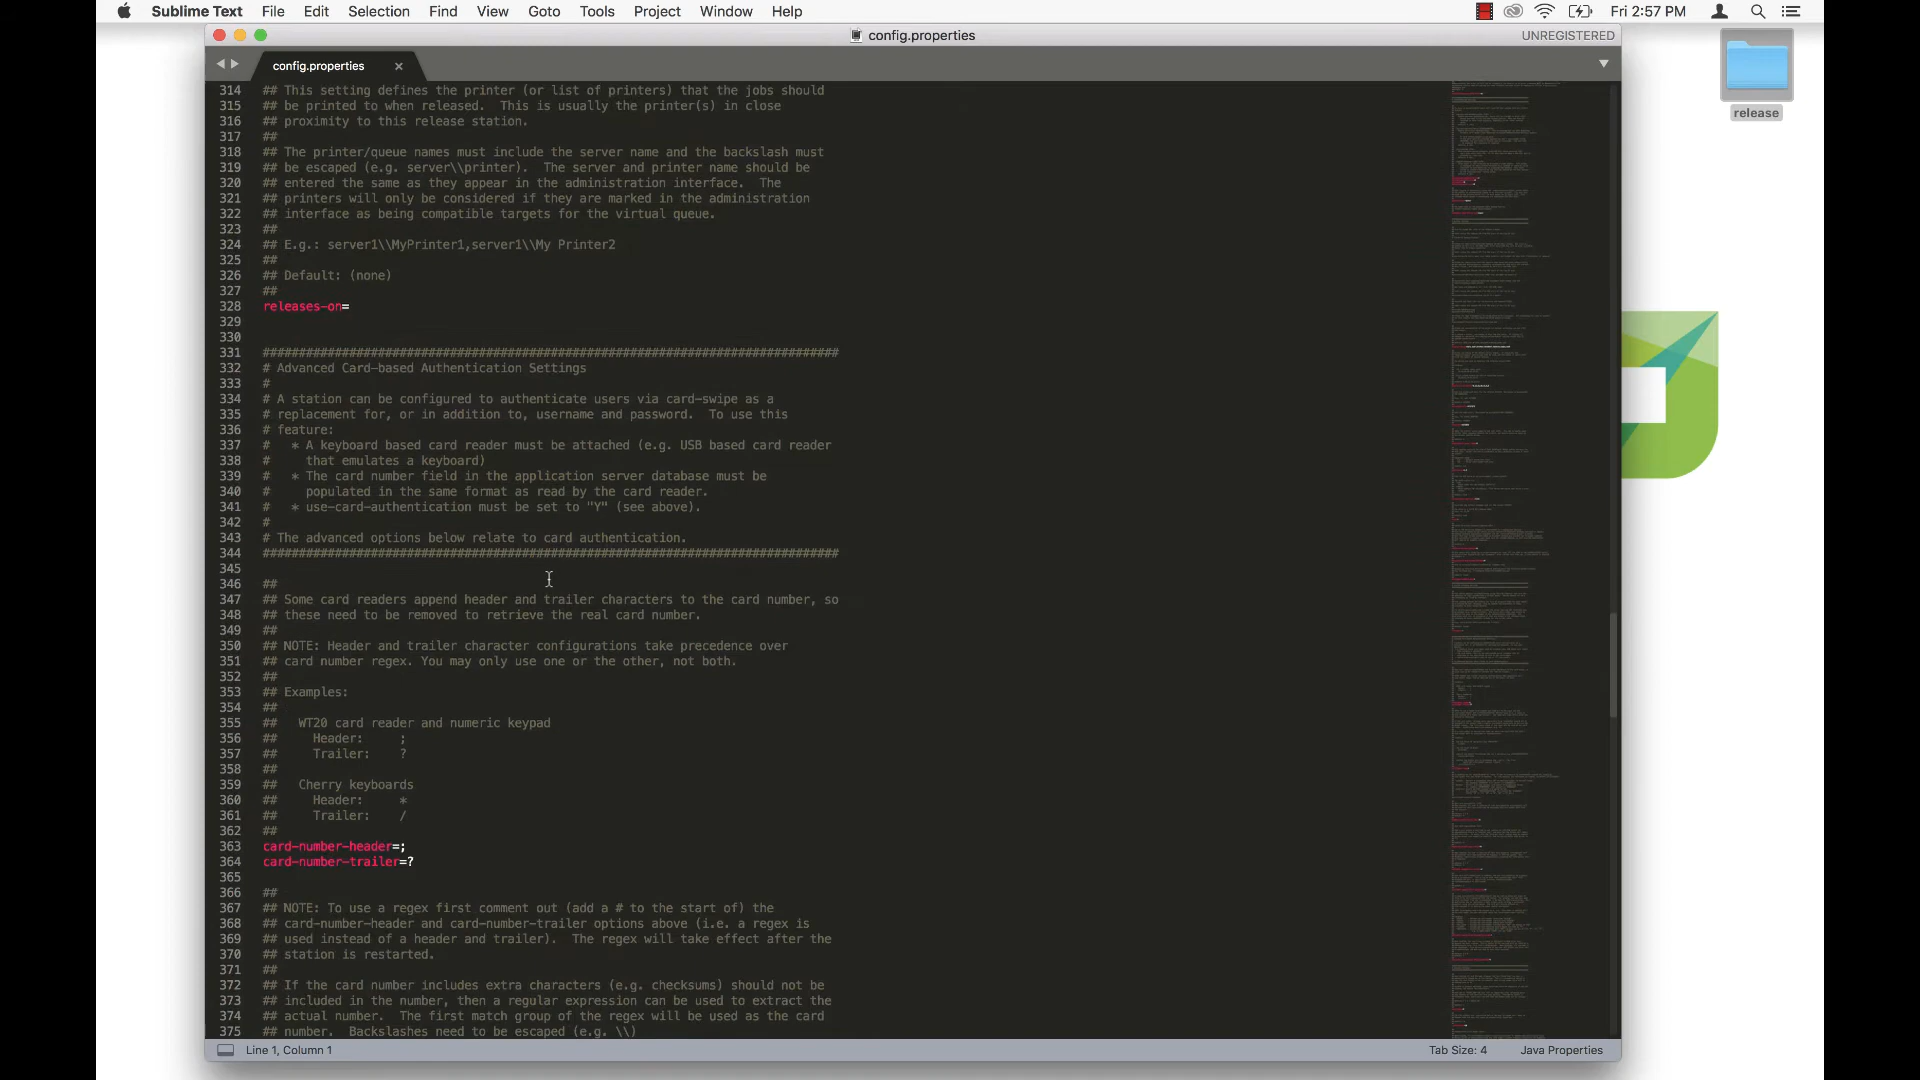 Sublime Text File Edit Selection Find View Goto Tools Project Window Help Fri 2:57 PM
config.properties UNREGISTERED
config.properties ×
release
314 ## This setting defines the printer (or list of printers) that the jobs should
315 ## be printed to when released.  This is usually the printer(s) in close
316 ## proximity to this release station.
317 ##
318 ## The printer/queue names must include the server name and the backslash must
319 ## be escaped (e.g. server\\printer).  The server and printer name should be
320 ## entered the same as they appear in the administration interface.  The
321 ## printers will only be considered if they are marked in the administration
322 ## interface as being compatible targets for the virtual queue.
323 ##
324 ## E.g.: server1\\MyPrinter1,server1\\My Printer2
325 ##
326 ## Default: (none)
327 ##
328 releases-on=
329
330
331 ################################################################################
332 # Advanced Card-based Authentication Settings
333 #
334 # A station can be configured to authenticate users via card-swipe as a
335 # replacement for, or in addition to, username and password.  To use this
336 # feature:
337 #   * A keyboard based card reader must be attached (e.g. USB based card reader
338 #     that emulates a keyboard)
339 #   * The card number field in the application server database must be
340 #     populated in the same format as read by the card reader.
341 #   * use-card-authentication must be set to "Y" (see above).
342 #
343 # The advanced options below relate to card authentication.
344 ################################################################################
345
346 ##
347 ## Some card readers append header and trailer characters to the card number, so
348 ## these need to be removed to retrieve the real card number.
349 ##
350 ## NOTE: Header and trailer character configurations take precedence over
351 ## card number regex. You may only use one or the other, not both.
352 ##
353 ## Examples:
354 ##
355 ##   WT20 card reader and numeric keypad
356 ##     Header:    ;
357 ##     Trailer:    ?
358 ##
359 ##   Cherry keyboards
360 ##     Header:    *
361 ##     Trailer:    /
362 ##
363 card-number-header=;
364 card-number-trailer=?
365
366 ##
367 ## NOTE: To use a regex first comment out (add a # to the start of) the
368 ## card-number-header and card-number-trailer options above (i.e. a regex is
369 ## used instead of a header and trailer).  The regex will take effect after the
370 ## station is restarted.
371 ##
372 ## If the card number includes extra characters (e.g. checksums) should not be
373 ## included in the number, then a regular expression can be used to extract the
374 ## actual number.  The first match group of the regex will be used as the card
375 ## number.  Backslashes need to be escaped (e.g. \\)
Line 1, Column 1 Tab Size: 4 Java Properties